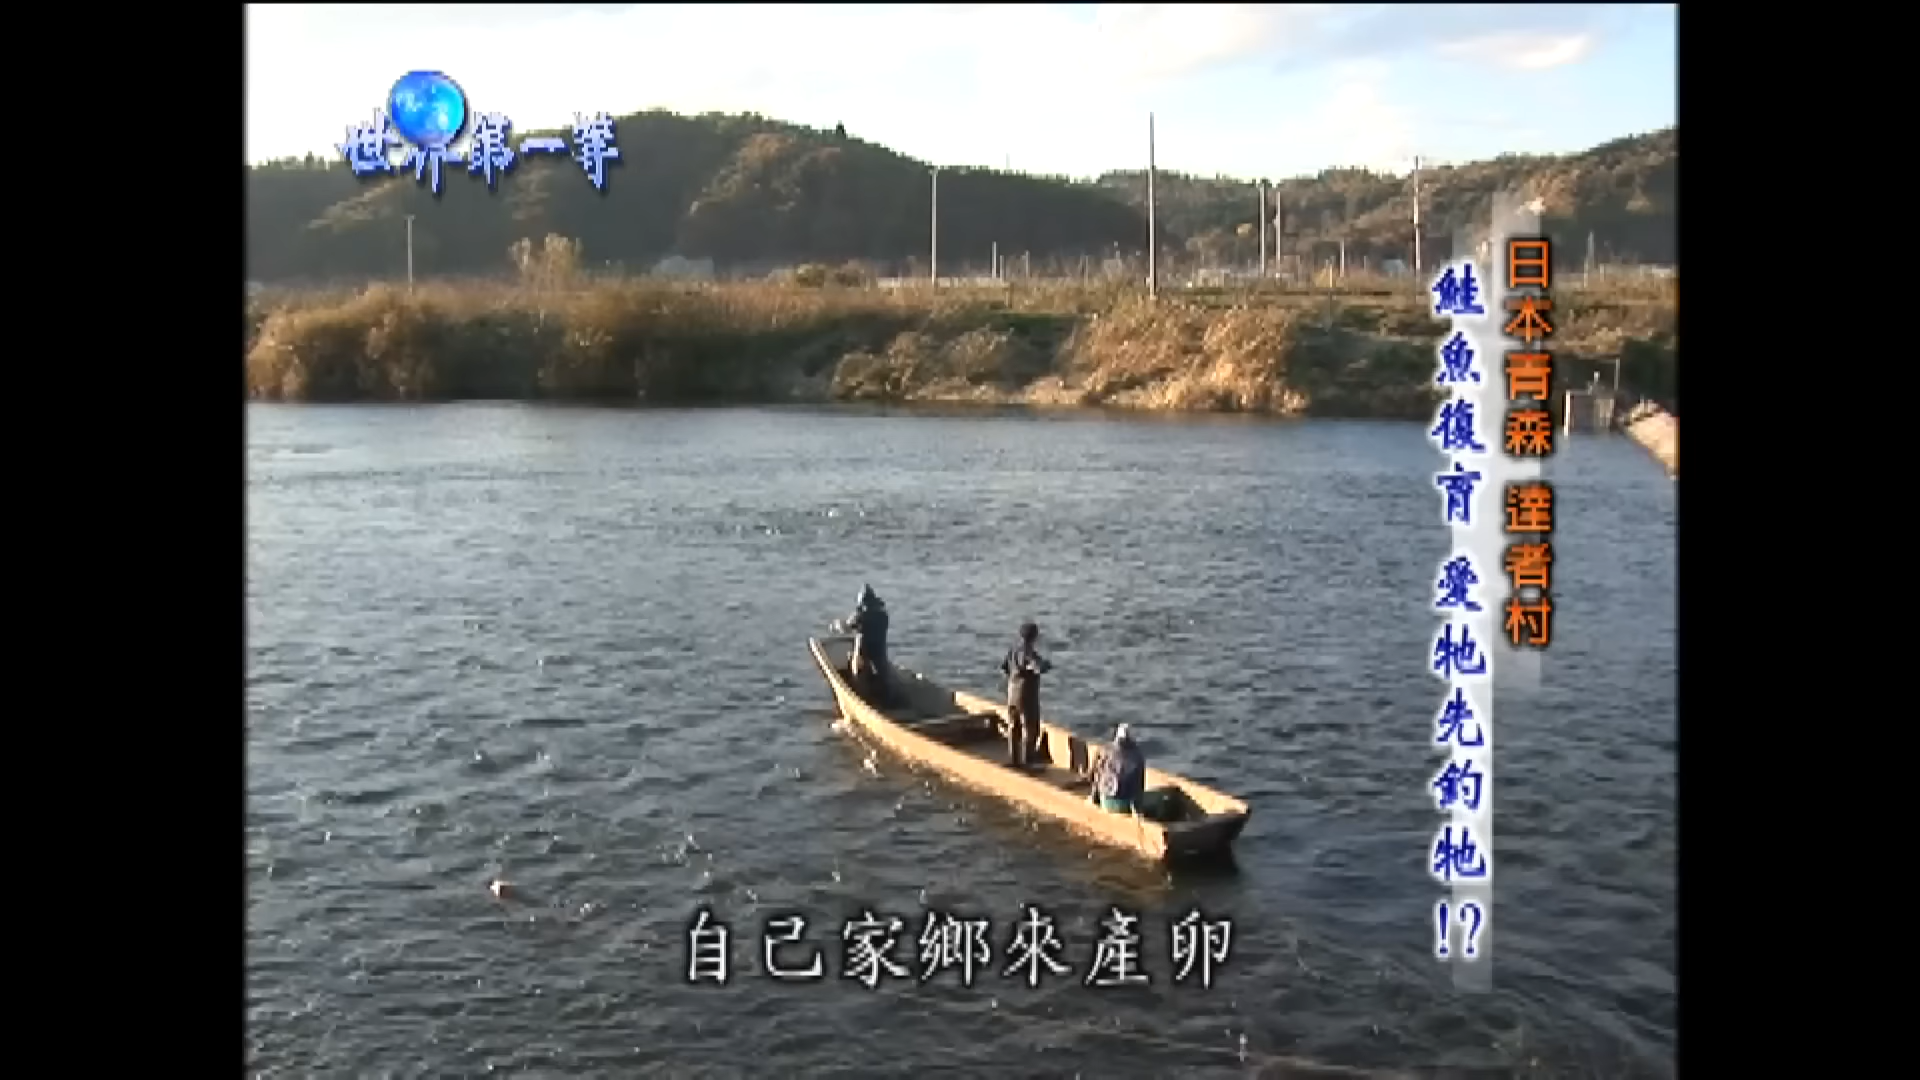 世界第一等
日本青森 達者村
鮭魚復育 愛牠先釣牠!?
自己家鄉來產卵